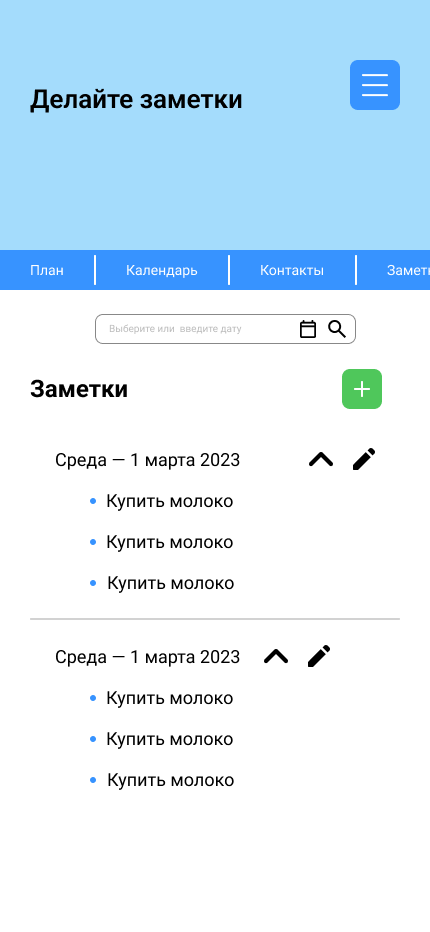 Делайте заметки
План Календарь Контакты Замет
Выберите или введите дату
Заметки
Среда — 1 марта 2023
Купить молоко
Купить молоко
Купить молоко
Среда — 1 марта 2023
Купить молоко
Купить молоко
Купить молоко